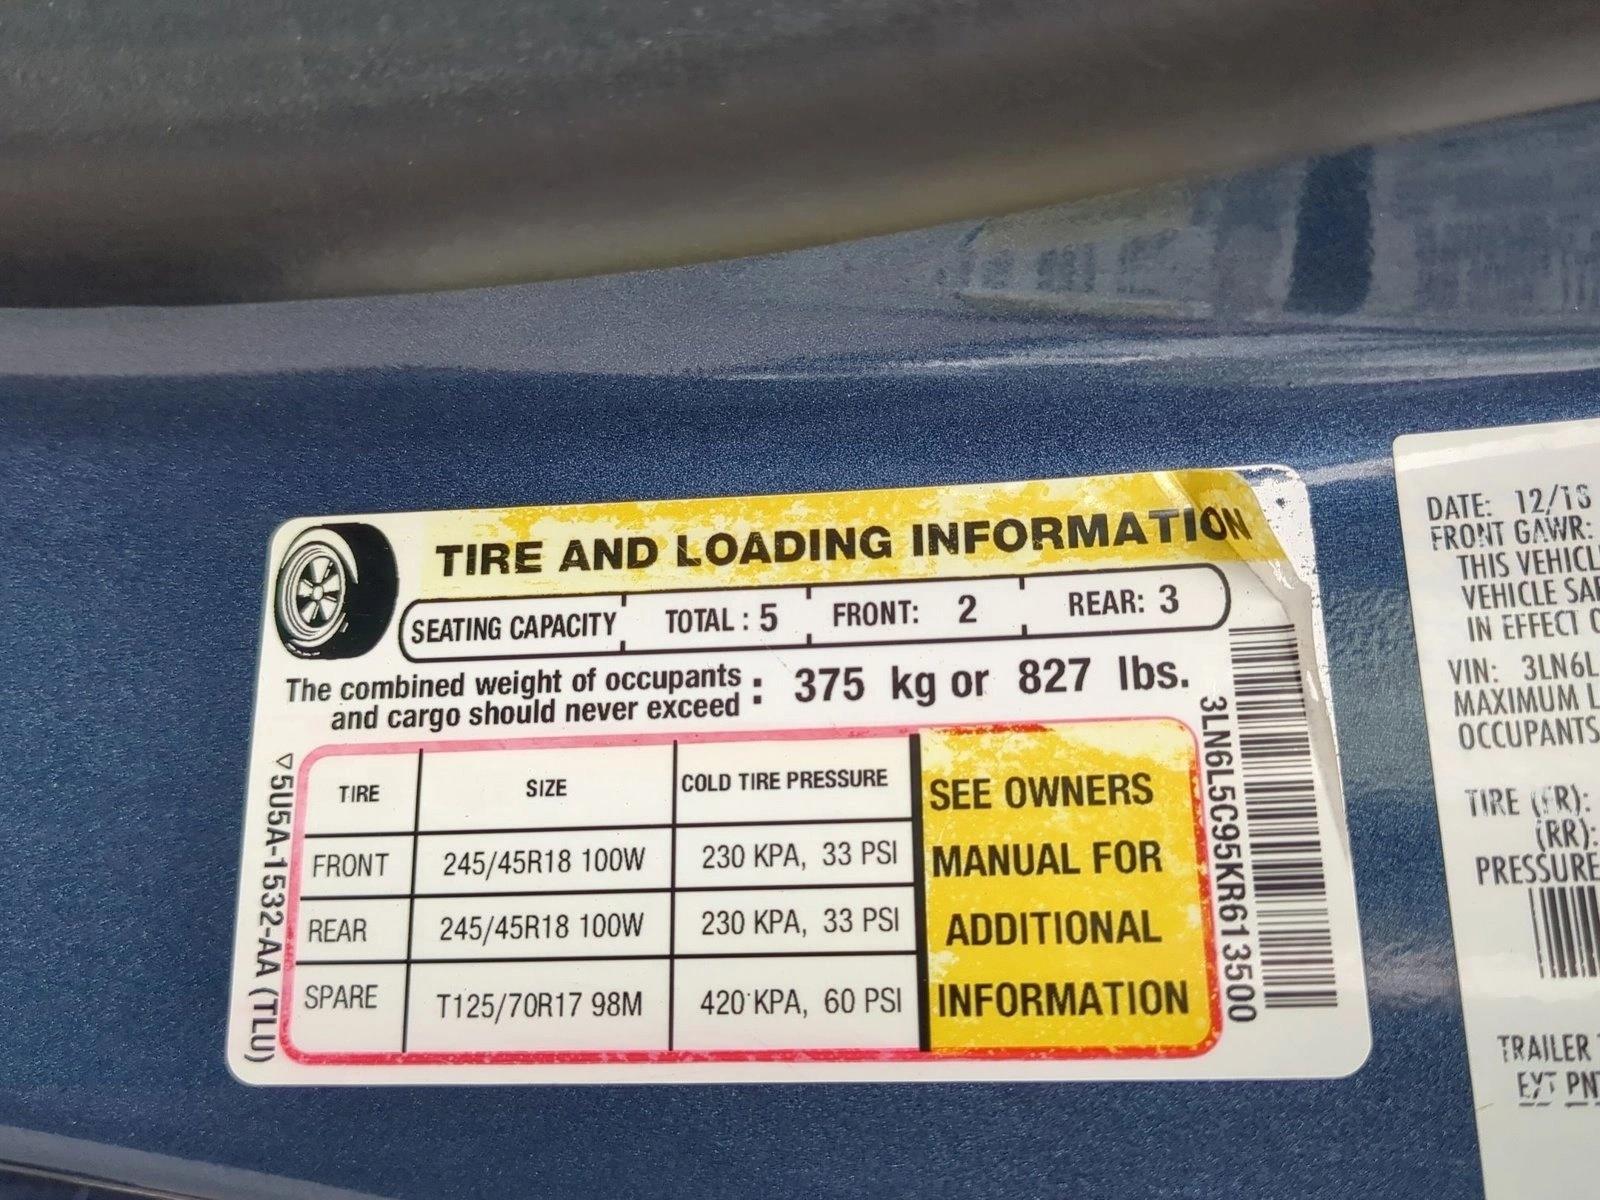 TIRE AND LOADING INFORMATION
SEATING CAPACITY TOTAL : 5 FRONT: 2 REAR: 3
The combined weight of occupants
and cargo should never exceed : 375 kg or 827 lbs.
TIRE SIZE COLD TIRE PRESSURE
FRONT 245/45R18 100W 230 KPA, 33 PSI
REAR 245/45R18 100W 230 KPA, 33 PSI
SPARE T125/70R17 98M 420 KPA, 60 PSI
SEE OWNERS
MANUAL FOR
ADDITIONAL
INFORMATION
▽5U5A-1532-AA (TLU)
3LN6L5C95KR613500
DATE: 12/18
FRONT GAWR:
THIS VEHICL
VEHICLE SAF
IN EFFECT O
VIN: 3LN6L
MAXIMUM L
OCCUPANTS
TIRE (FR):
(RR):
PRESSURE
TRAILER
EXT PNT